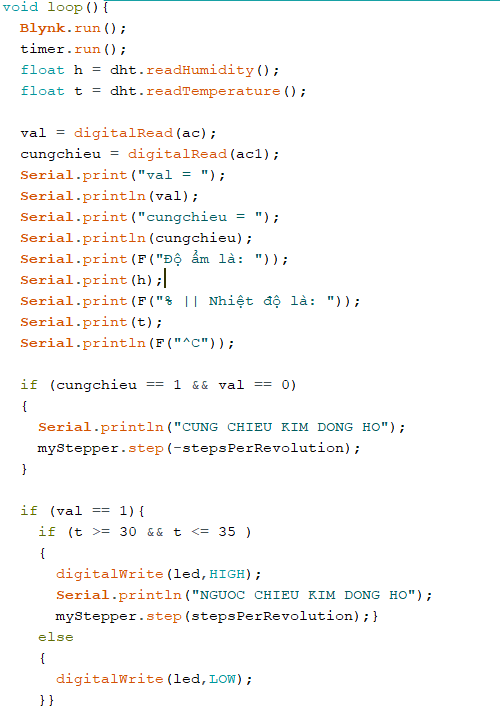 void loop(){
  Blynk.run();
  timer.run();
  float h = dht.readHumidity();
  float t = dht.readTemperature();

  val = digitalRead(ac);
  cungchieu = digitalRead(ac1);
  Serial.print("val = ");
  Serial.println(val);
  Serial.print("cungchieu = ");
  Serial.println(cungchieu);
  Serial.print(F("Độ ẩm là: "));
  Serial.print(h);
  Serial.print(F("% || Nhiệt độ là: "));
  Serial.print(t);
  Serial.println(F("^C"));

  if (cungchieu == 1 && val == 0)
  {
    Serial.println("CUNG CHIEU KIM DONG HO");
    myStepper.step(-stepsPerRevolution);
  }

  if (val == 1){
    if (t >= 30 && t <= 35 )
    {
      digitalWrite(led,HIGH);
      Serial.println("NGUOC CHIEU KIM DONG HO");
      myStepper.step(stepsPerRevolution);}
    else
    {
      digitalWrite(led,LOW);
    }}